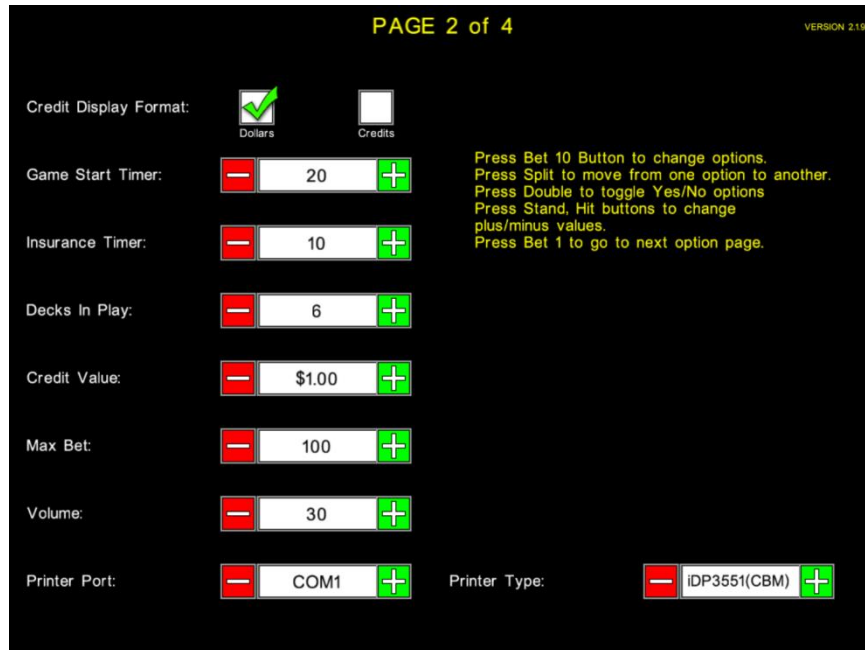 PAGE 2 of 4
VERSION 2.1.9
Credit Display Format:
Dollars
Credits
Game Start Timer:
20
Press Bet 10 Button to change options.
Press Split to move from one option to another.
Press Double to toggle Yes/No options
Press Stand, Hit buttons to change
plus/minus values.
Press Bet 1 to go to next option page.
Insurance Timer:
10
Decks In Play:
6
Credit Value:
$1.00
Max Bet:
100
Volume:
30
Printer Port:
COM1
Printer Type:
iDP3551(CBM)